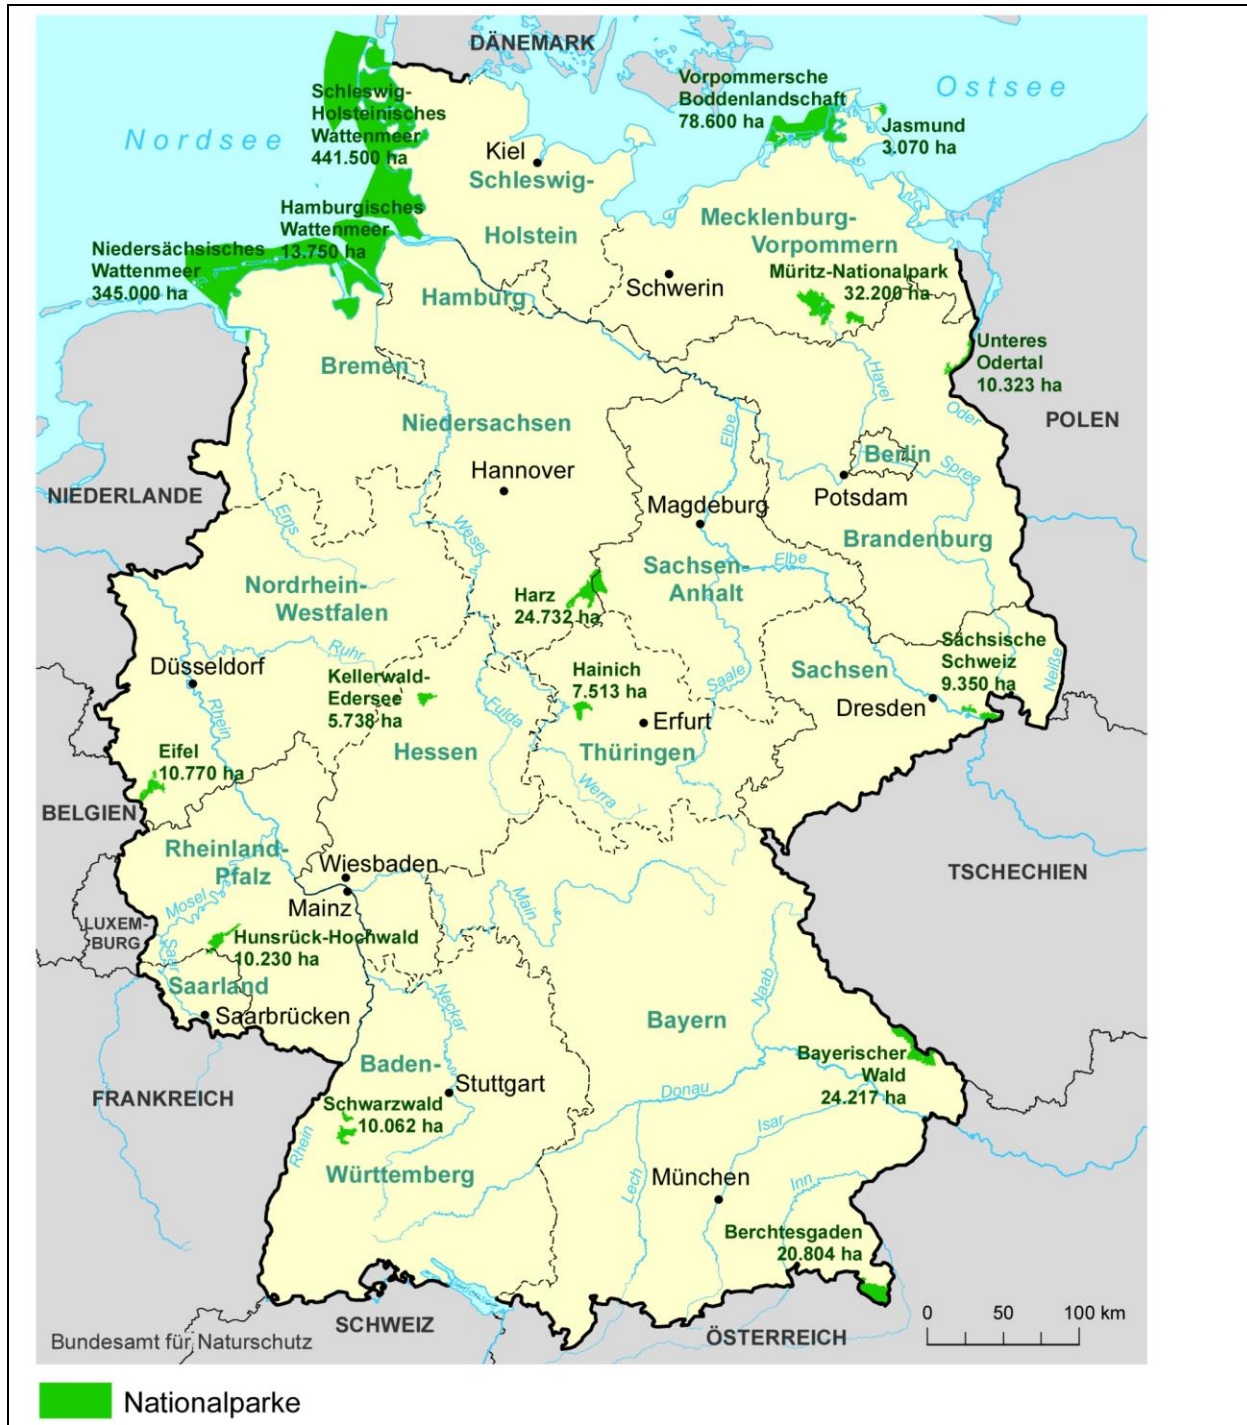 DÄNEMARK
Nordsee
Ostsee
Schleswig-
Holsteinisches
Wattenmeer
441.500 ha
Vorpommersche
Boddenlandschaft
78.600 ha
Jasmund
3.070 ha
Kiel
Schleswig-
Holstein
Hamburgisches
Wattenmeer
13.750 ha
Niedersächsisches
Wattenmeer
345.000 ha
Mecklenburg-
Vorpommern
Schwerin
Müritz-Nationalpark
32.200 ha
Hamburg
Bremen
Unteres
Odertal
10.323 ha
Havel
Oder
POLEN
Niedersachsen
Hannover
Elbe
Berlin
Spree
Potsdam
NIEDERLANDE
Ems
Weser
Magdeburg
Brandenburg
Elbe
Sachsen-
Anhalt
Nordrhein-
Westfalen
Harz
24.732 ha
Ruhr
Düsseldorf
Rhein
Kellerwald-
Edersee
5.738 ha
Hainich
7.513 ha
Saale
Sachsen
Sächsische
Schweiz
9.350 ha
Neiße
Dresden
Erfurt
Fulda
Hessen
Thüringen
Werra
Eifel
10.770 ha
BELGIEN
Rheinland-
Pfalz
Wiesbaden
Mainz
Main
TSCHECHIEN
Mosel
LUXEM-
BURG
Saar
Hunsrück-Hochwald
10.230 ha
Saarland
Saarbrücken
Neckar
Naab
Bayern
Baden-
Stuttgart
FRANKREICH
Donau
Bayerischer
Wald
24.217 ha
Schwarzwald
10.062 ha
Rhein
Isar
Württemberg
Lech
München
Inn
Berchtesgaden
20.804 ha
0 50 100 km
SCHWEIZ
ÖSTERREICH
Bundesamt für Naturschutz
Nationalparke